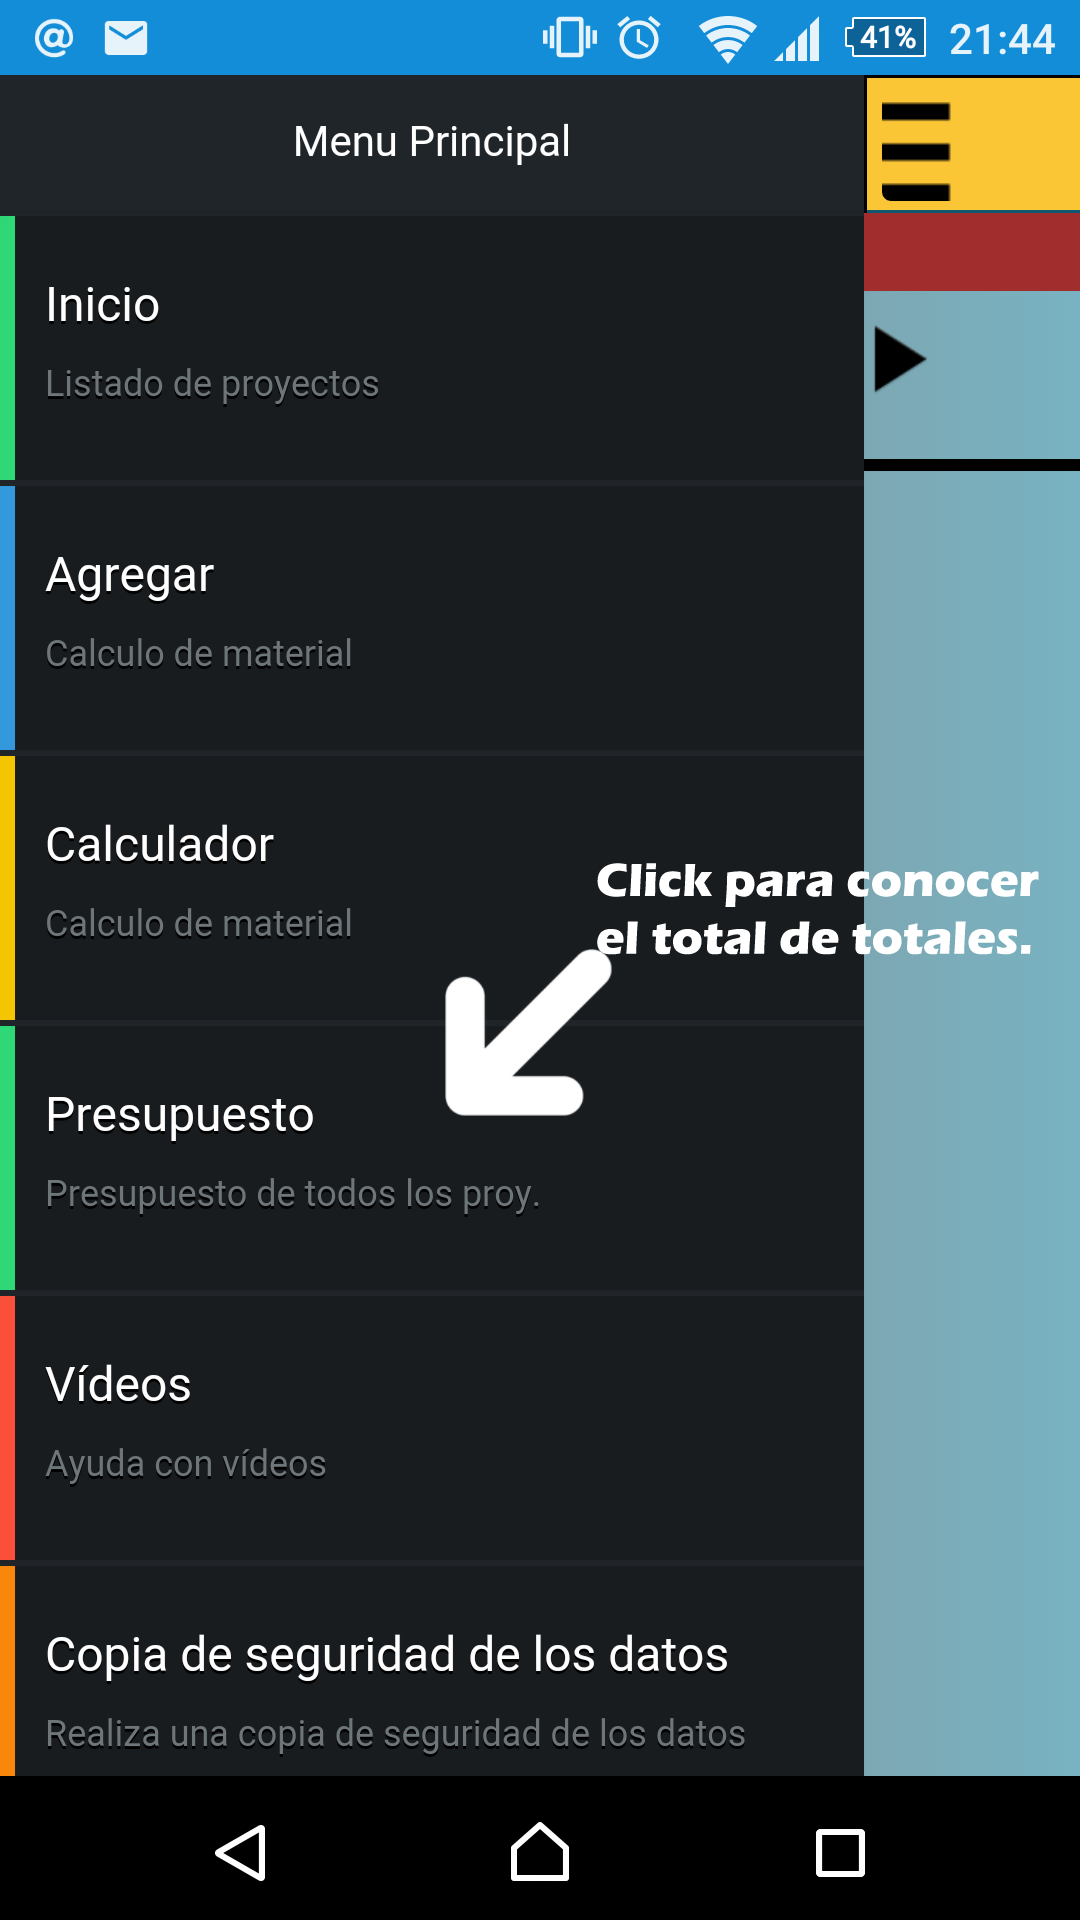 41% 21:44
Menu Principal
Inicio
Listado de proyectos
Agregar
Calculo de material
Calculador
Calculo de material
Click para conocer
el total de totales.
Presupuesto
Presupuesto de todos los proy.
Vídeos
Ayuda con vídeos
Copia de seguridad de los datos
Realiza una copia de seguridad de los datos